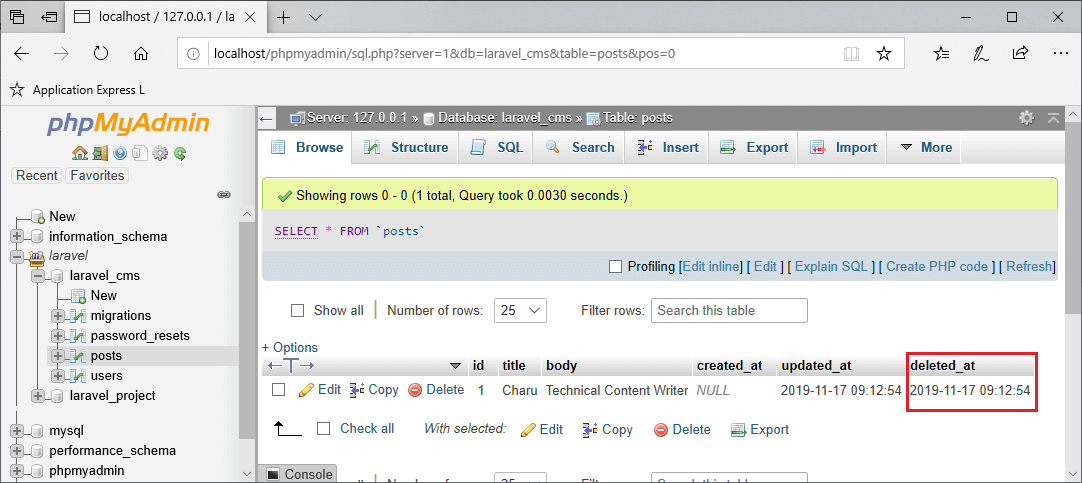 localhost / 127.0.0.1 / la
localhost/phpmyadmin/sql.php?server=1&db=laravel_cms&table=posts&pos=0
Application Express L
phpMyAdmin
Recent Favorites
New
information_schema
laravel
laravel_cms
New
migrations
password_resets
posts
users
laravel_project
mysql
performance_schema
phpmyadmin
Server: 127.0.0.1 » Database: laravel_cms » Table: posts
Browse Structure SQL Search Insert Export Import More
Showing rows 0 - 0 (1 total, Query took 0.0030 seconds.)
SELECT * FROM `posts`
Profiling [Edit inline] [ Edit ] [ Explain SQL ] [ Create PHP code ] [ Refresh]
Show all | Number of rows: 25 Filter rows: Search this table
+ Options
←T→ id title body created_at updated_at deleted_at
Edit Copy Delete 1 Charu Technical Content Writer NULL 2019-11-17 09:12:54 2019-11-17 09:12:54
Check all With selected: Edit Copy Delete Export
Console